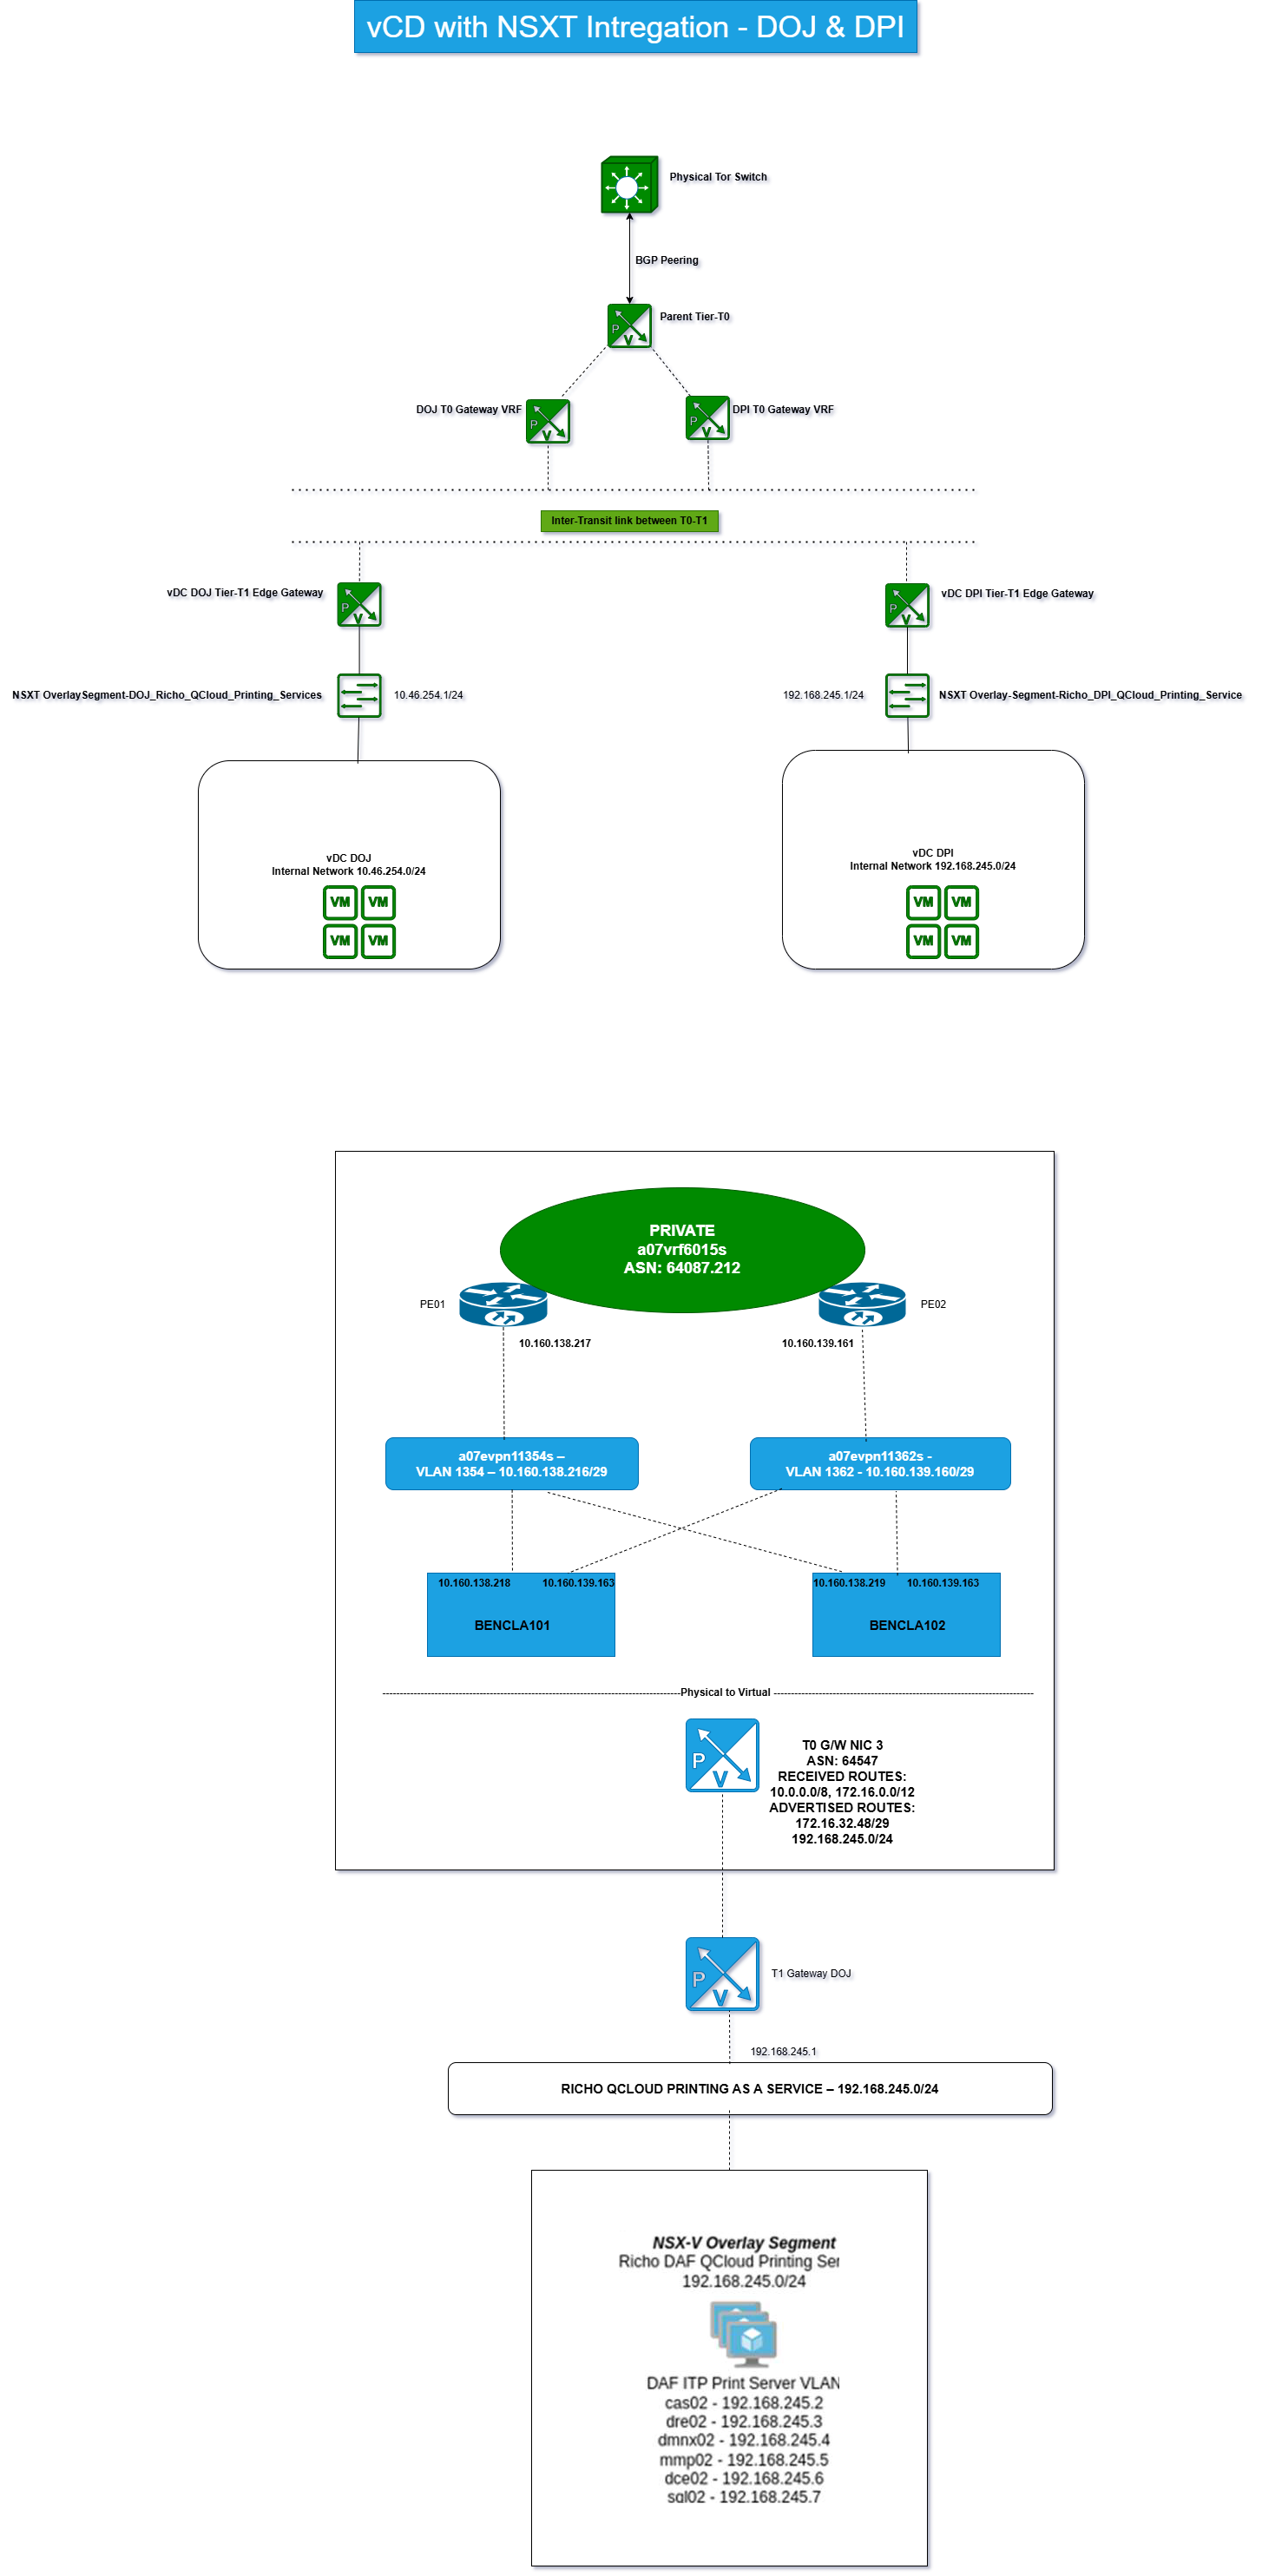 vCD with NSXT Intregation - DOJ & DPI
Physical Tor Switch
BGP Peering
Parent Tier-T0
P
V
DOJ T0 Gateway VRF
P
V
DPI T0 Gateway VRF
P
V
Inter-Transit link between T0-T1
vDC DOJ Tier-T1 Edge Gateway
P
V
vDC DPI Tier-T1 Edge Gateway
P
V
NSXT OverlaySegment-DOJ_Richo_QCloud_Printing_Services
10.46.254.1/24
192.168.245.1/24
NSXT Overlay-Segment-Richo_DPI_QCloud_Printing_Service
vDC DOJ
Internal Network 10.46.254.0/24
VM VM
VM VM
vDC DPI
Internal Network 192.168.245.0/24
VM VM
VM VM
PRIVATE
a07vrf6015s
ASN: 64087.212
PE01
PE02
10.160.138.217
10.160.139.161
a07evpn11354s –
VLAN 1354 – 10.160.138.216/29
a07evpn11362s -
VLAN 1362 - 10.160.139.160/29
10.160.138.218
10.160.139.163
BENCLA101
10.160.138.219
10.160.139.163
BENCLA102
Physical to Virtual
P
V
T0 G/W NIC 3
ASN: 64547
RECEIVED ROUTES:
10.0.0.0/8, 172.16.0.0/12
ADVERTISED ROUTES:
172.16.32.48/29
192.168.245.0/24
P
V
T1 Gateway DOJ
192.168.245.1
RICHO QCLOUD PRINTING AS A SERVICE – 192.168.245.0/24
NSX-V Overlay Segment
Richo DAF QCloud Printing Ser
192.168.245.0/24
DAF ITP Print Server VLAN
cas02 - 192.168.245.2
dre02 - 192.168.245.3
dmnx02 - 192.168.245.4
mmp02 - 192.168.245.5
dce02 - 192.168.245.6
sql02 - 192.168.245.7